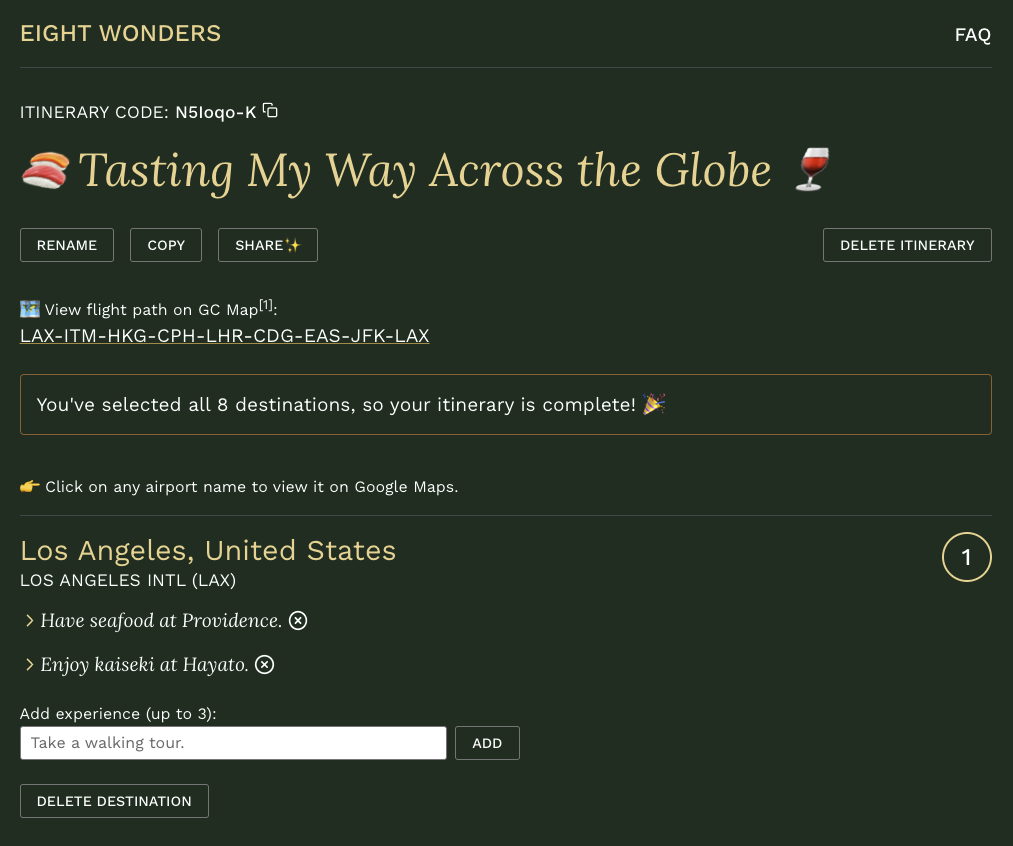 EIGHT WONDERS
FAQ
ITINERARY CODE: N5Ioqo-K
🍣 Tasting My Way Across the Globe 🍷
RENAME
COPY
SHARE✨
DELETE ITINERARY
🗺️ View flight path on GC Map[1]:
LAX-ITM-HKG-CPH-LHR-CDG-EAS-JFK-LAX
You've selected all 8 destinations, so your itinerary is complete! 🎉
👉 Click on any airport name to view it on Google Maps.
Los Angeles, United States
1
LOS ANGELES INTL (LAX)
Have seafood at Providence.
Enjoy kaiseki at Hayato.
Add experience (up to 3):
Take a walking tour.
ADD
DELETE DESTINATION